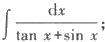 ∫ dx / (tan x + sin x);